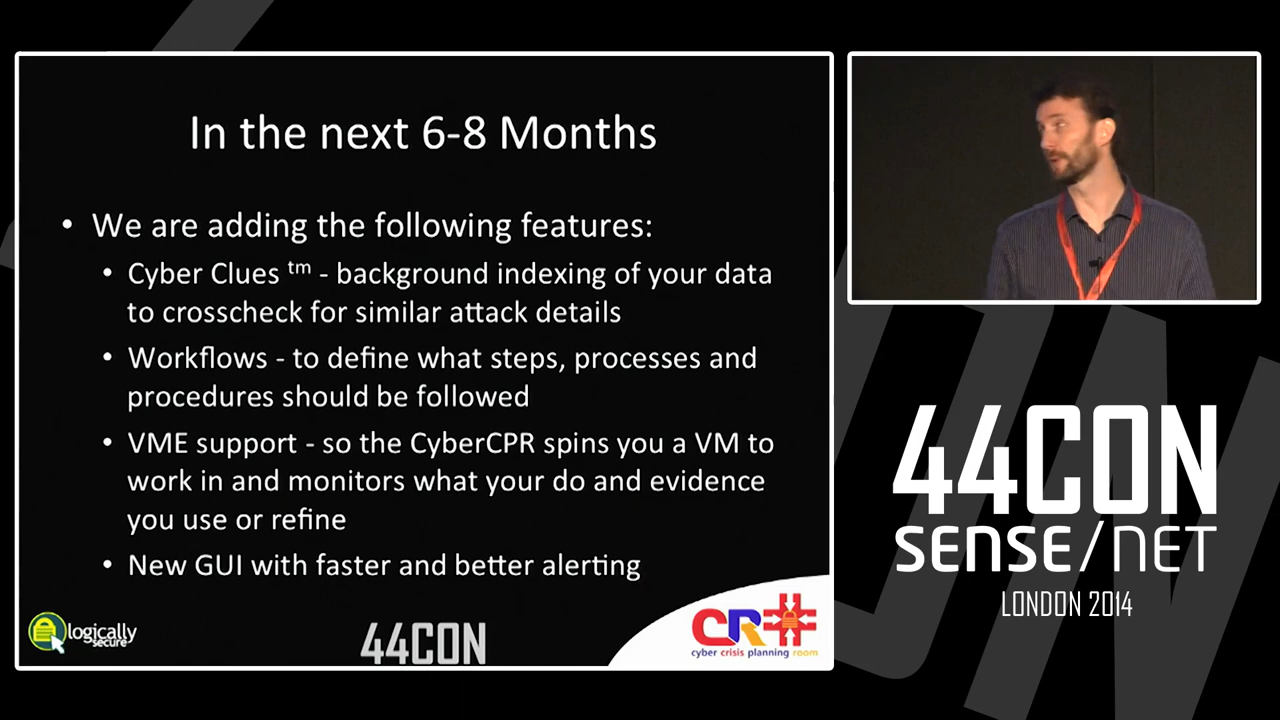 In the next 6-8 Months
• We are adding the following features:
• Cyber Clues ™ - background indexing of your data
to crosscheck for similar attack details
• Workflows - to define what steps, processes and
procedures should be followed
• VME support - so the CyberCPR spins you a VM to
work in and monitors what your do and evidence
you use or refine
• New GUI with faster and better alerting
logically
secure
44CON
CR
cyber crisis planning room
44CON
SENSE/NET
LONDON 2014